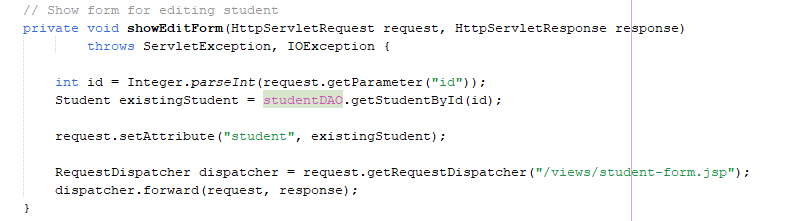 // Show form for editing student
private void showEditForm(HttpServletRequest request, HttpServletResponse response)
        throws ServletException, IOException {

    int id = Integer.parseInt(request.getParameter("id"));
    Student existingStudent = studentDAO.getStudentById(id);

    request.setAttribute("student", existingStudent);

    RequestDispatcher dispatcher = request.getRequestDispatcher("/views/student-form.jsp");
    dispatcher.forward(request, response);
}